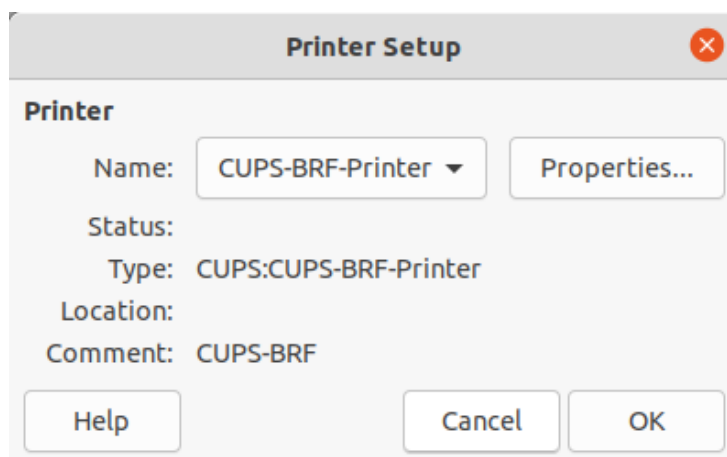 Printer Setup
Printer
Name: CUPS-BRF-Printer Properties...
Status:
Type: CUPS:CUPS-BRF-Printer
Location:
Comment: CUPS-BRF
Help Cancel OK